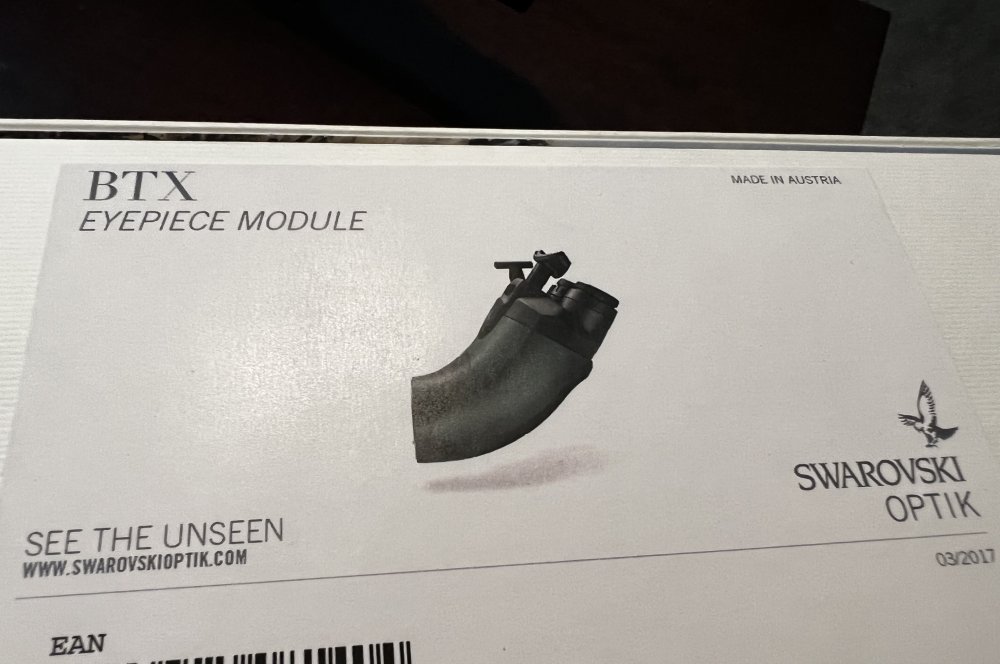 BTX
EYEPIECE MODULE
MADE IN AUSTRIA
SWAROVSKI
OPTIK
SEE THE UNSEEN
WWW.SWAROVSKIOPTIK.COM
03/2017
EAN